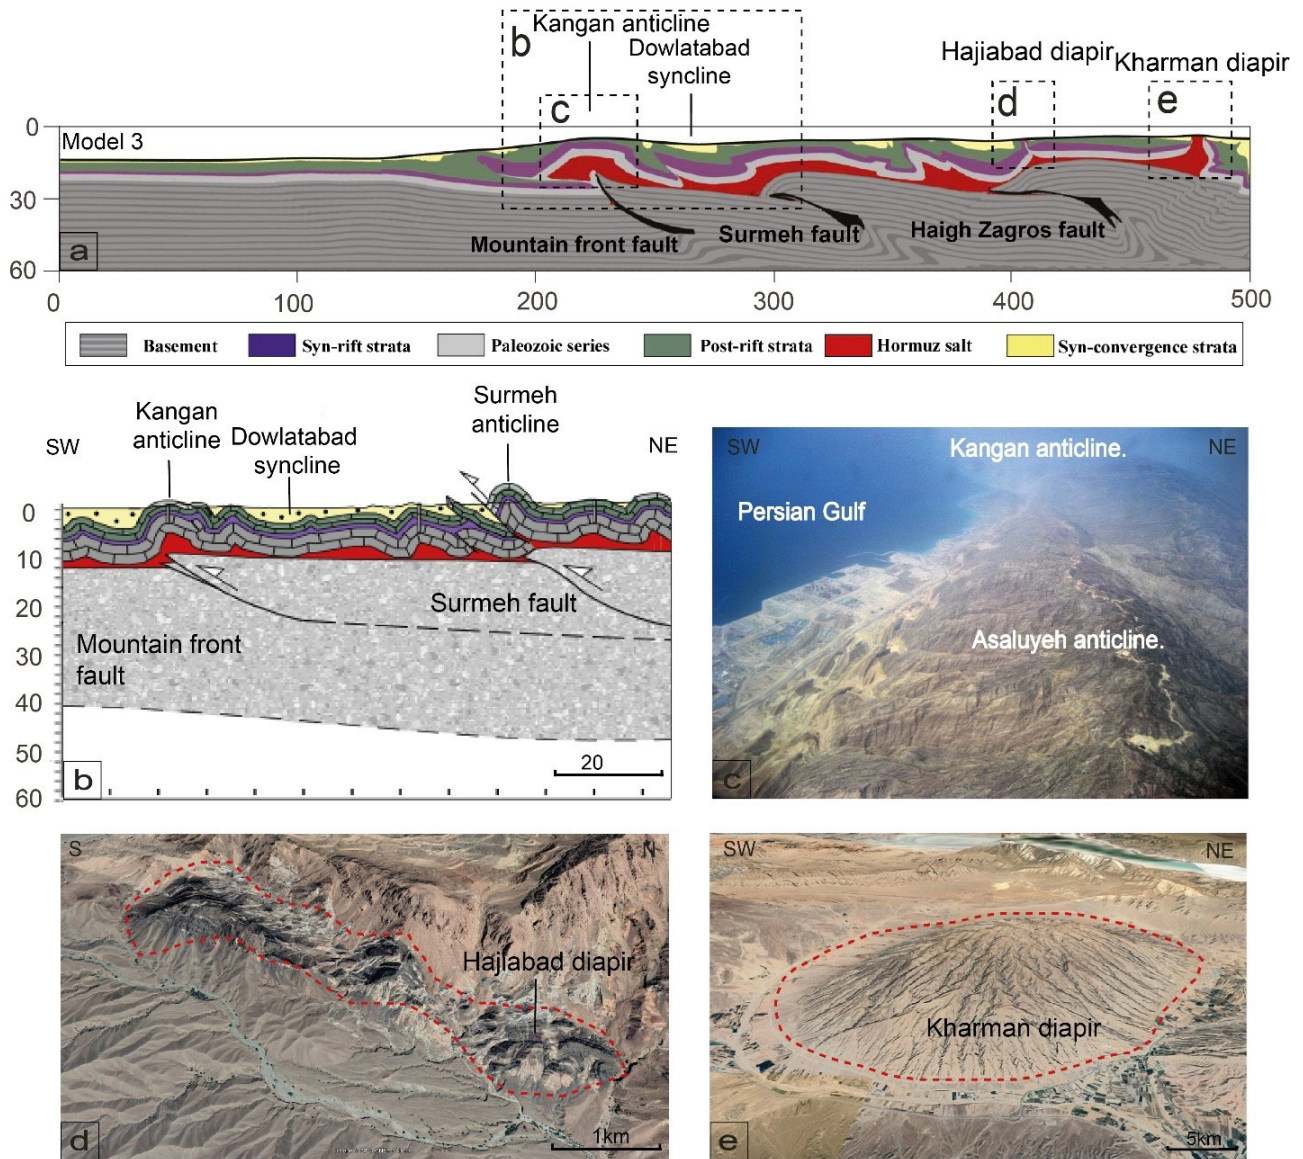 Kangan anticline
b
Dowlatabad
syncline
Hajiabad diapir
Kharman diapir
c
d
e
0
Model 3
30
60
a
Mountain front fault
Surmeh fault
Haigh Zagros fault
0
100
200
300
400
500
Basement
Syn-rift strata
Paleozoic series
Post-rift strata
Hormuz salt
Syn-convergence strata
SW
Kangan
anticline
Dowlatabad
syncline
Surmeh
anticline
NE
0
10
20
30
40
50
60
Surmeh fault
Mountain front
fault
20
b
SW
Kangan anticline.
NE
Persian Gulf
Asaluyeh anticline.
c
S
N
Hajiabad diapir
d
1km
SW
NE
Kharman diapir
e
5km